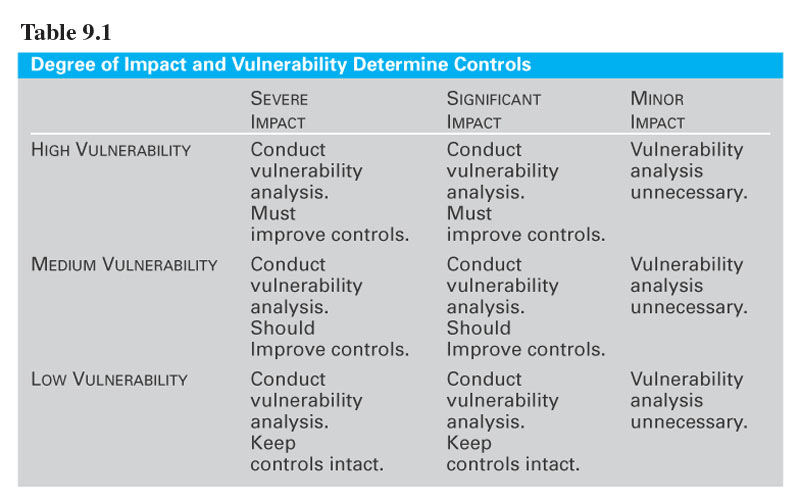 Table 9.1
Degree of Impact and Vulnerability Determine Controls
SEVERE IMPACT
SIGNIFICANT IMPACT
MINOR IMPACT
HIGH VULNERABILITY
Conduct
vulnerability
analysis.
Must
improve controls.
Conduct
vulnerability
analysis.
Must
improve controls.
Vulnerability
analysis
unnecessary.
MEDIUM VULNERABILITY
Conduct
vulnerability
analysis.
Should
Improve controls.
Conduct
vulnerability
analysis.
Should
Improve controls.
Vulnerability
analysis
unnecessary.
LOW VULNERABILITY
Conduct
vulnerability
analysis.
Keep
controls intact.
Conduct
vulnerability
analysis.
Keep
controls intact.
Vulnerability
analysis
unnecessary.